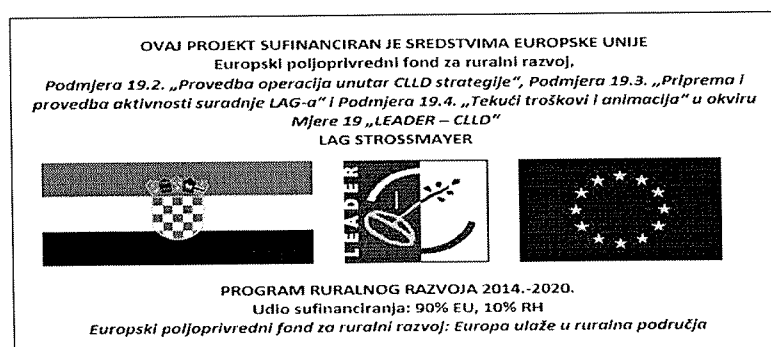 OVAJ PROJEKT SUFINANCIRAN JE SREDSTVIMA EUROPSKE UNIJE
Europski poljoprivredni fond za ruralni razvoj,
Podmjera 19.2. „Provedba operacija unutar CLLD strategije", Podmjera 19.3. „Priprema i
provedba aktivnosti suradnje LAG-a" i Podmjera 19.4. „Tekući troškovi i animacija" u okviru
Mjere 19 „LEADER – CLLD"
LAG STROSSMAYER
LEADER
PROGRAM RURALNOG RAZVOJA 2014.-2020.
Udio sufinanciranja: 90% EU, 10% RH
Europski poljoprivredni fond za ruralni razvoj: Europa ulaže u ruralna područja